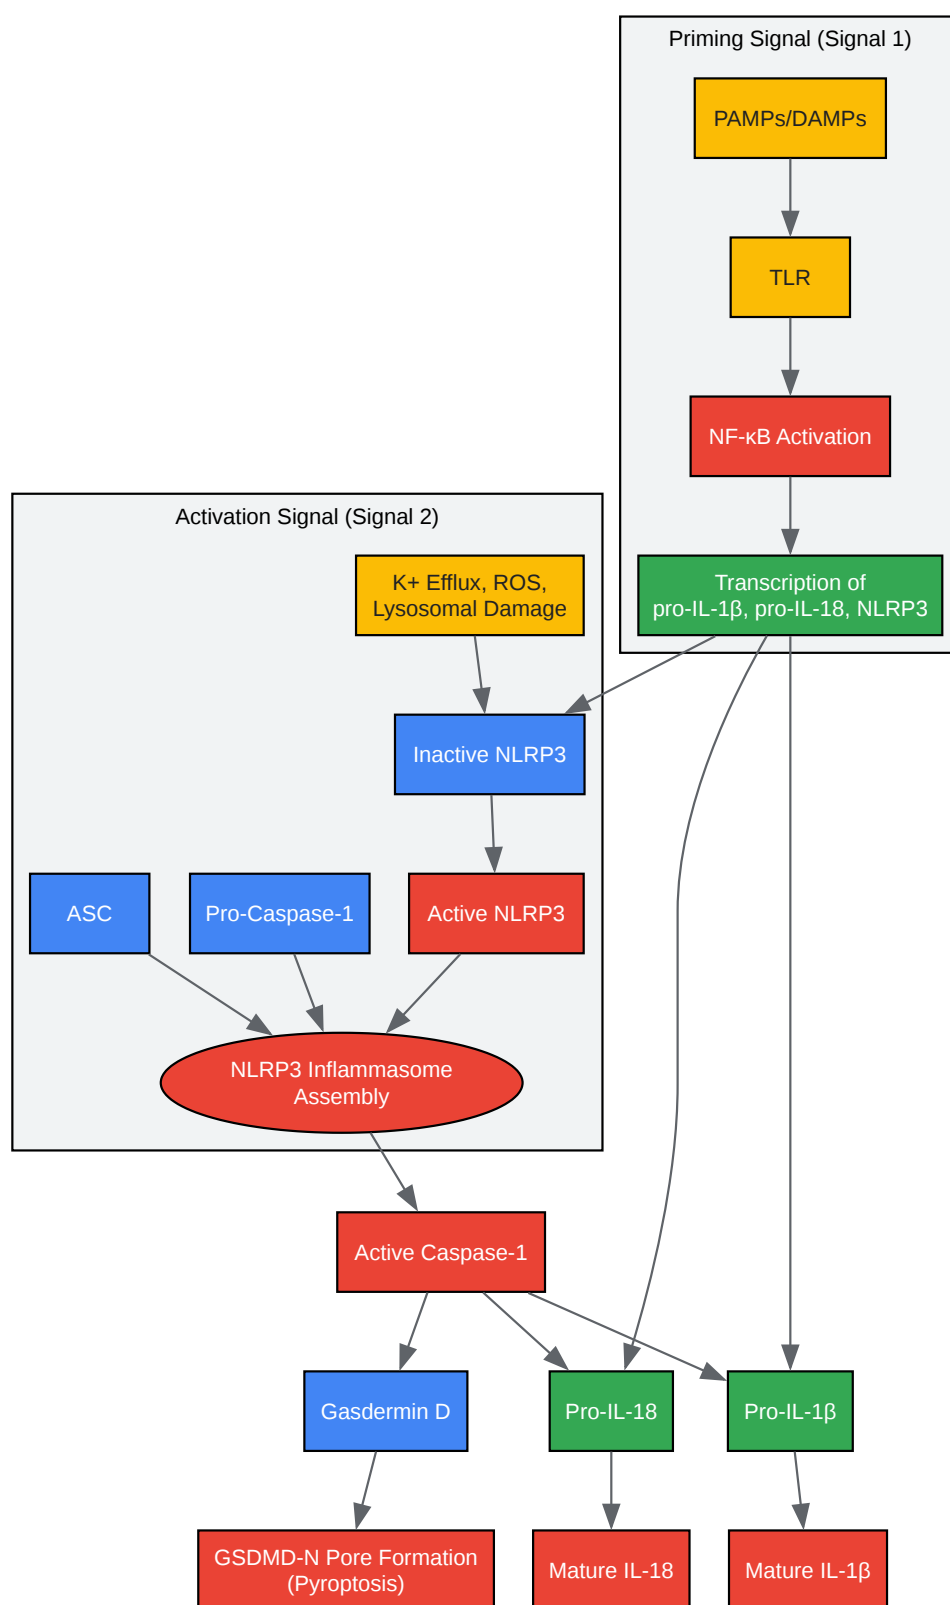 Priming Signal (Signal 1)
PAMPs/DAMPs
TLR
NF-κB Activation
Transcription of
pro-IL-1β, pro-IL-18, NLRP3
Activation Signal (Signal 2)
K+ Efflux, ROS,
Lysosomal Damage
Inactive NLRP3
ASC
Pro-Caspase-1
Active NLRP3
NLRP3 Inflammasome
Assembly
Active Caspase-1
Gasdermin D
Pro-IL-18
Pro-IL-1β
GSDMD-N Pore Formation
(Pyroptosis)
Mature IL-18
Mature IL-1β